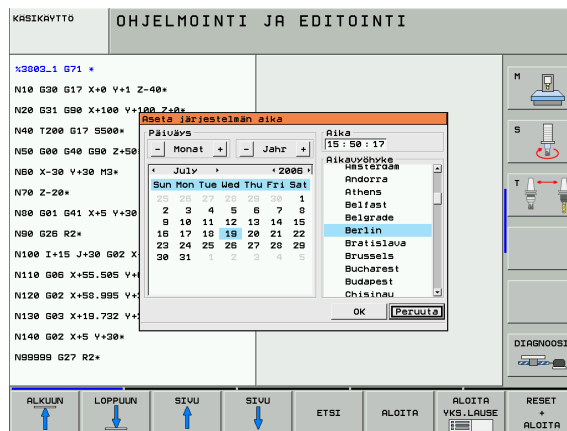 KÄSIKÄYTTÖ
OHJELMOINTI JA EDITOINTI
%3803_1 G71 *
N10 G30 G17 X+0 Y+1 Z-40*
N20 G31 G90 X+100 Y+100 Z+0*
N40 T200 G17 S500*
N50 G00 G40 G90 Z+50
N60 X-30 Y+30 M3*
N70 Z-20*
N80 G01 G41 X+5 Y+30
N90 G26 R2*
N100 I+15 J+30 G02 X
N110 G06 X+55.505 Y+
N120 G02 X+58.995 Y+
N130 G03 X+19.732 Y+
N140 G02 X+5 Y+30*
N99999 G27 R2*
Aseta järjestelmän aika
Päiväys
- Monat + - Jahr +
July 2006
Sun Mon Tue Wed Thu Fri Sat
25 26 27 28 29 30 1
2 3 4 5 6 7 8
9 10 11 12 13 14 15
16 17 18 19 20 21 22
23 24 25 26 27 28 29
30 31 1 2 3 4 5
Aika
15:50:17
Aikavyöhyke
Amsterdam
Andorra
Athens
Belfast
Belgrade
Berlin
Bratislava
Brussels
Bucharest
Budapest
Chisinau
OK Peruuta
M
S
T
DIAGNOOSI
ALKUUN
LOPPUUN
SIVU
SIVU
ETSI
ALOITA
ALOITA
YKS.LAUSE
RESET
+
ALOITA